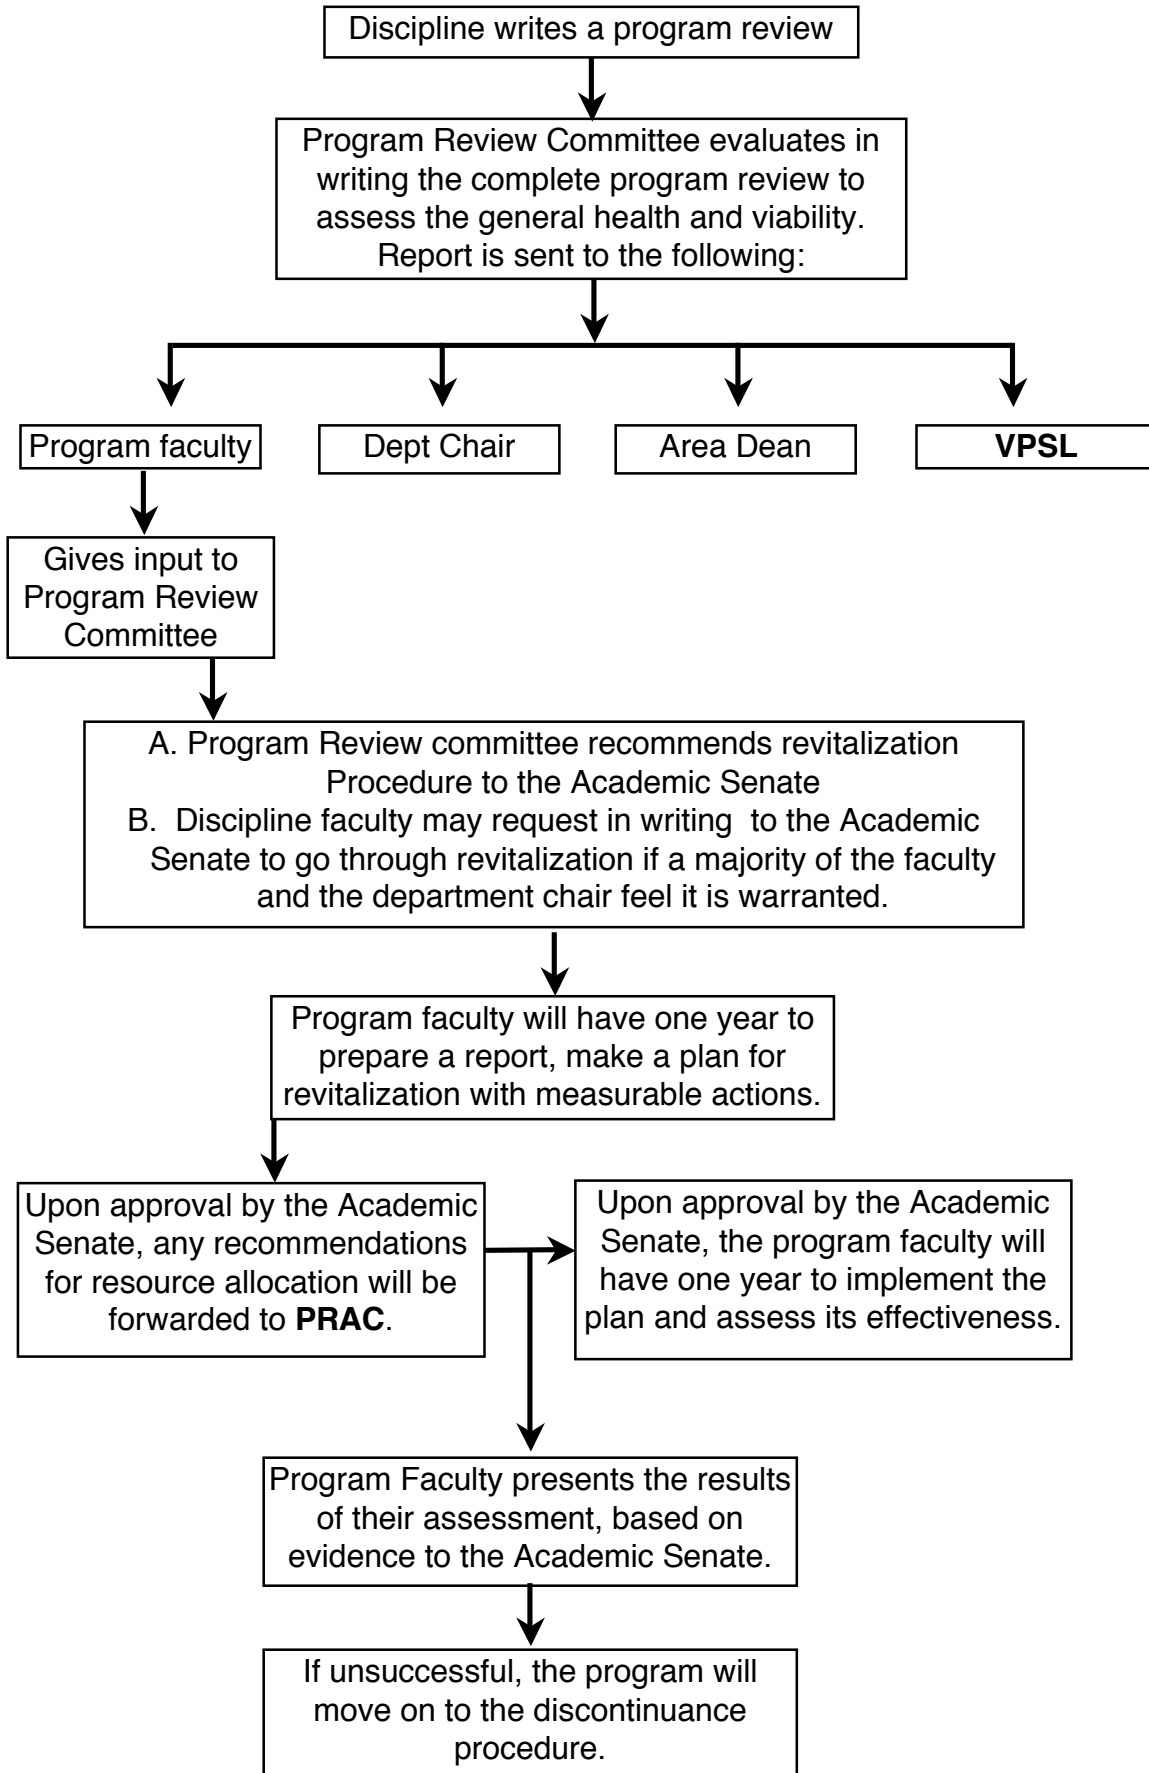 Discipline writes a program review
Program Review Committee evaluates in
writing the complete program review to
assess the general health and viability.
Report is sent to the following:
Program faculty
Dept Chair
Area Dean
VPSL
Gives input to
Program Review
Committee
A. Program Review committee recommends revitalization
Procedure to the Academic Senate
B.  Discipline faculty may request in writing  to the Academic
Senate to go through revitalization if a majority of the faculty
and the department chair feel it is warranted.
Program faculty will have one year to
prepare a report, make a plan for
revitalization with measurable actions.
Upon approval by the Academic
Senate, any recommendations
for resource allocation will be
forwarded to PRAC.
Upon approval by the Academic
Senate, the program faculty will
have one year to implement the
plan and assess its effectiveness.
Program Faculty presents the results
of their assessment, based on
evidence to the Academic Senate.
If unsuccessful, the program will
move on to the discontinuance
procedure.